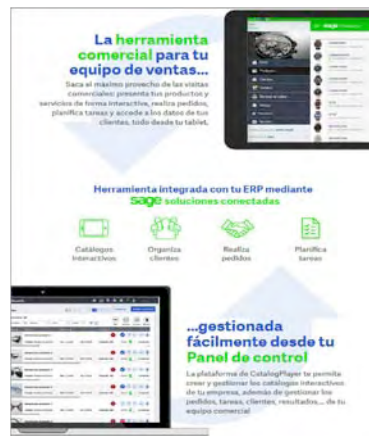 La herramienta
comercial para tu
equipo de ventas...
Saca el máximo provecho de las visitas
comerciales: presenta tus productos y
servicios de forma interactiva, realiza pedidos,
planifica tareas y accede a los datos de tus
clientes, todo desde tu tablet.
sage
Herramienta integrada con tu ERP mediante
sage soluciones conectadas
Catálogos
Interactivos
Organiza
clientes
Realiza
pedidos
Planifica
tareas
...gestionada
fácilmente desde tu
Panel de control
La plataforma de CatalogPlayer te permite
crear y gestionar los catálogos interactivos
de tu empresa, además de gestionar los
pedidos, tareas, clientes, resultados... de tu
equipo comercial